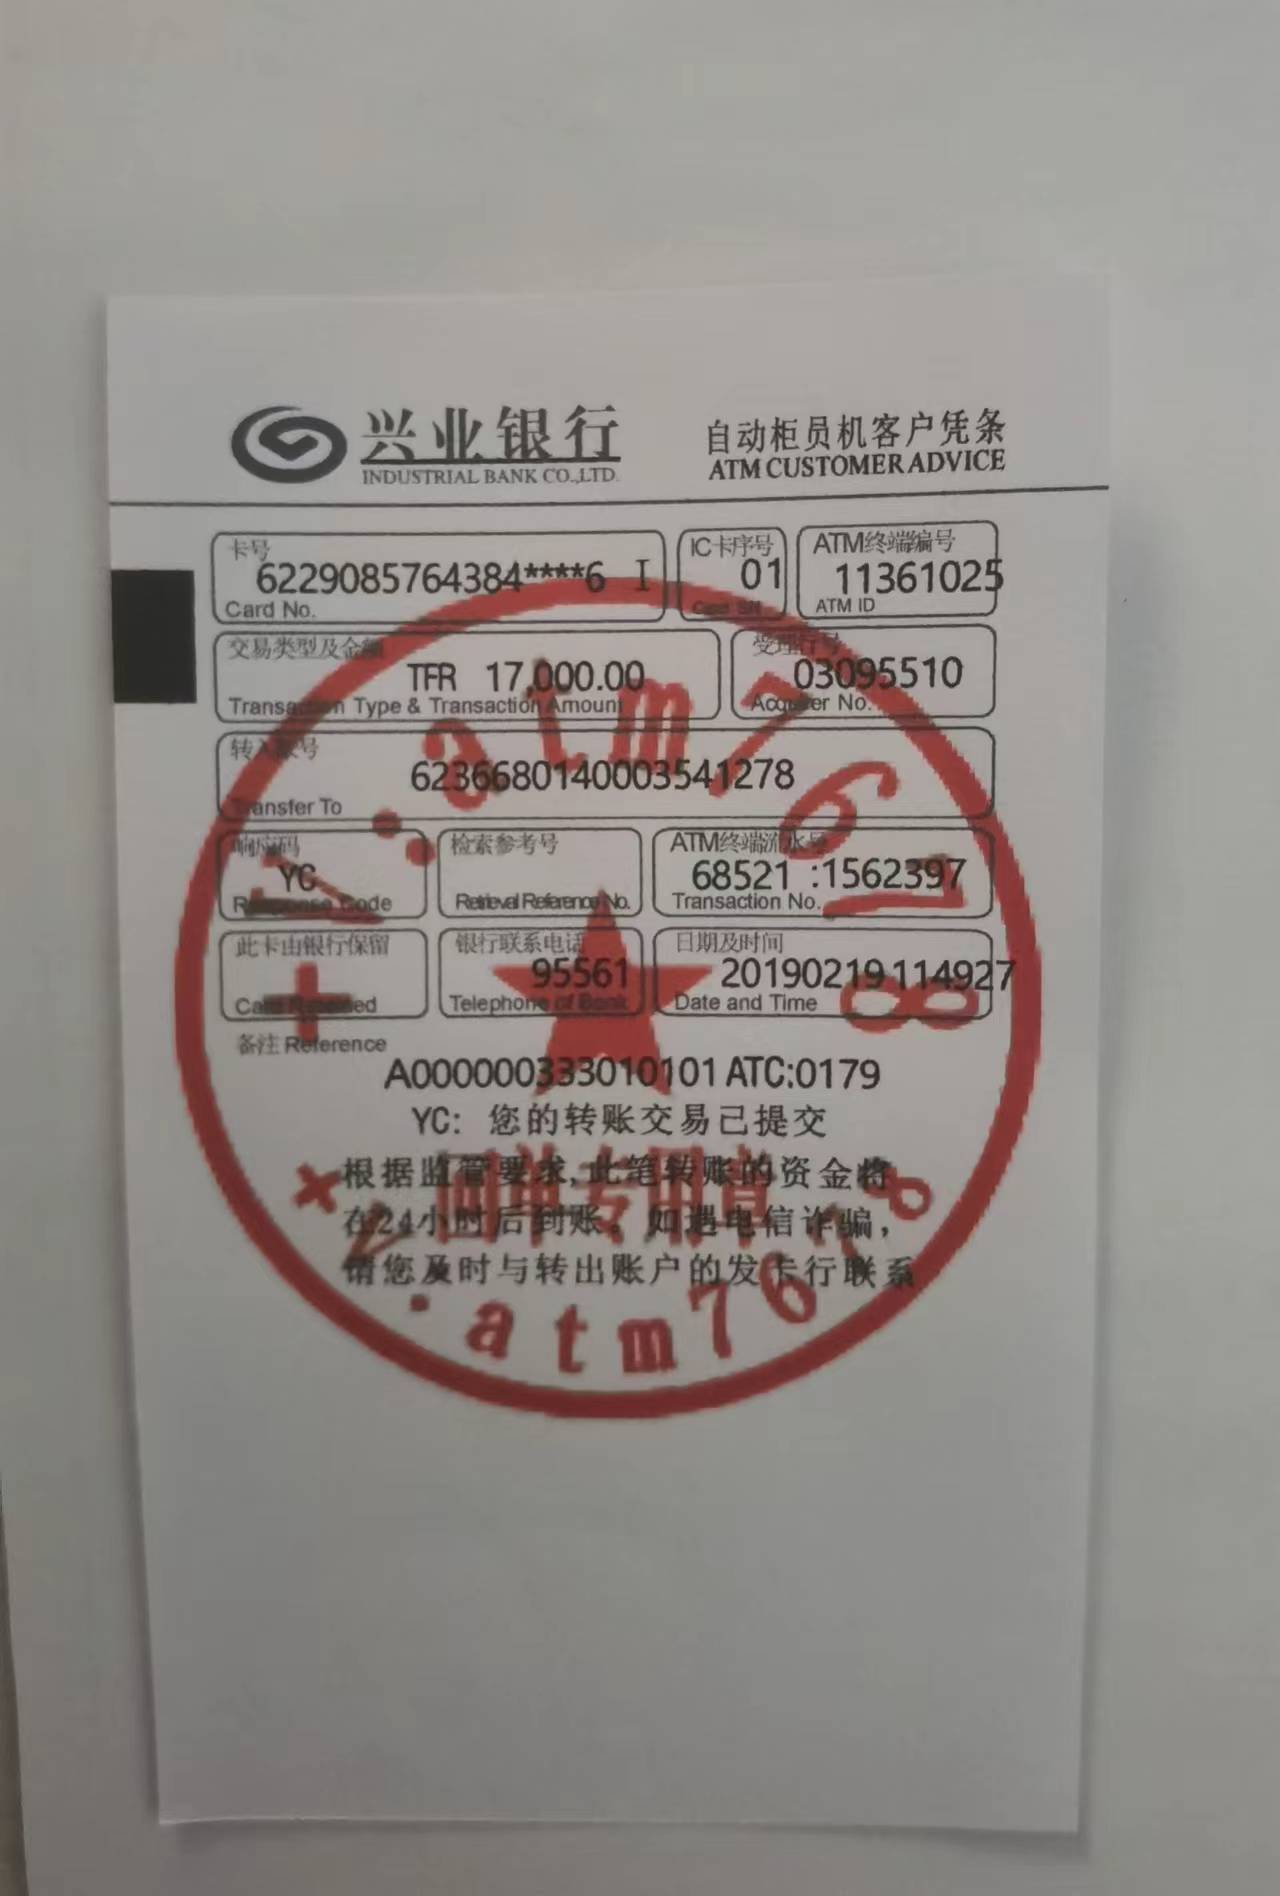 兴业银行
INDUSTRIAL BANK CO.,LTD.
自动柜员机客户凭条
ATM CUSTOMER ADVICE
卡号
6229085764384****6 I
Card No.
IC卡序号
01
Card SN
ATM终端编号
11361025
ATM ID
交易类型及金额
TFR 17,000.00
Transaction Type & Transaction Amount
受理行号
03095510
Acquirer No.
转入账号
6236680140003541278
Transfer To
响应码
YC
Response Code
检索参考号
Retrieval Reference No.
ATM终端流水号
68521 :1562397
Transaction No.
此卡由银行保留
Card Retained
银行联系电话
95561
Telephone of Bank
日期及时间
20190219 114927
Date and Time
备注 Reference
A000000333010101 ATC:0179
YC: 您的转账交易已提交
根据监管要求,此笔转账的资金将
在24小时后到账。如遇电信诈骗,
请您及时与转出账户的发卡行联系
+V:atm7678
回单专用章
+V:atm7678